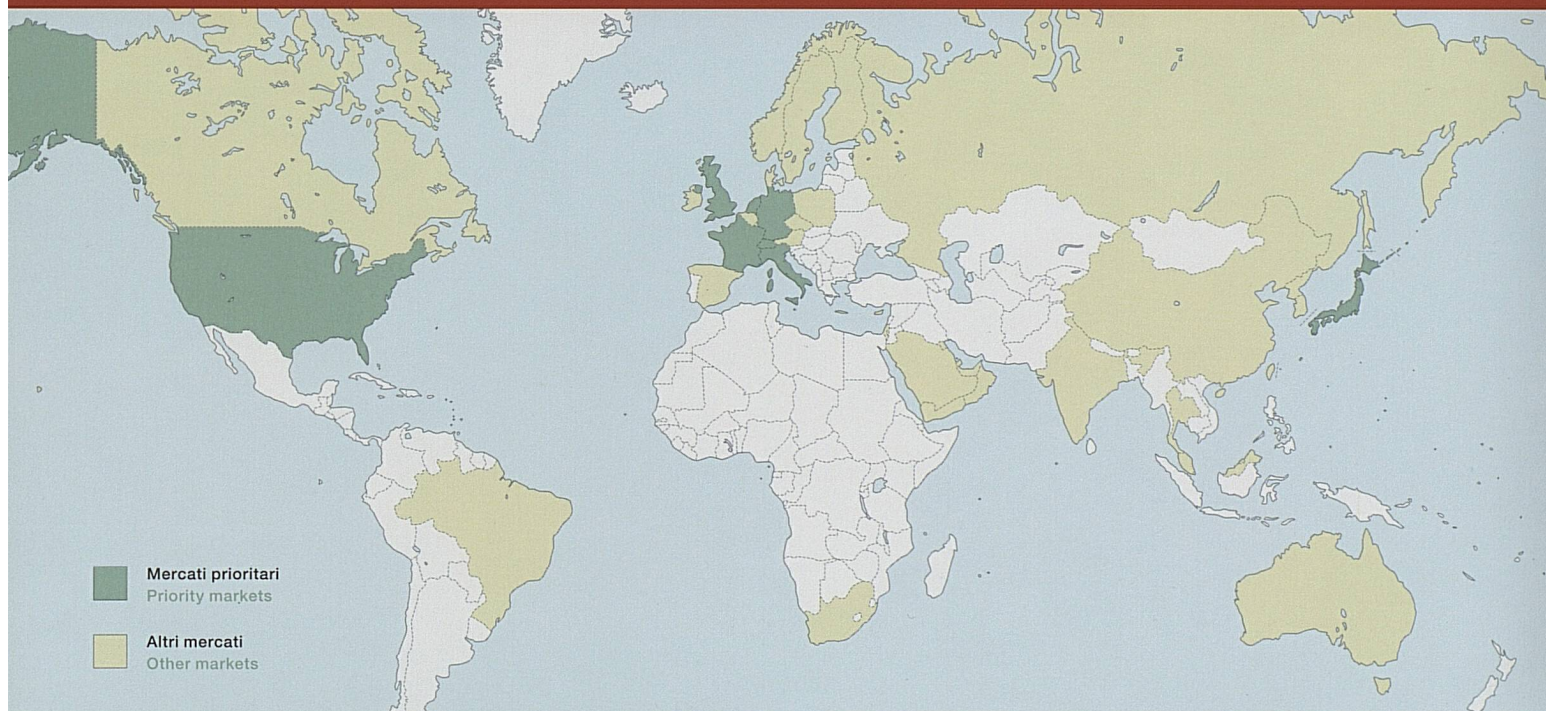 Mercati prioritari
Priority markets
Altri mercati
Other markets